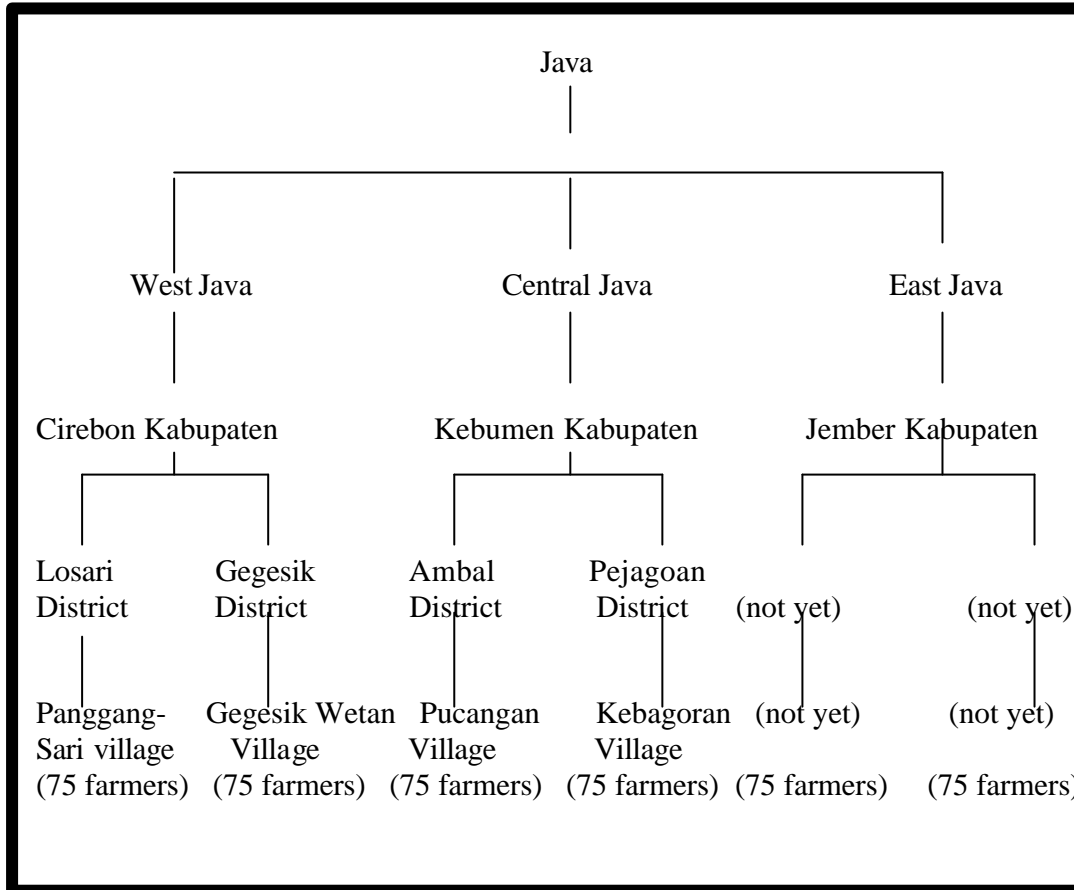 Java
West Java Central Java East Java
Cirebon Kabupaten Kebumen Kabupaten Jember Kabupaten
Losari Gegesik Ambal Pejagoan
District District District District (not yet) (not yet)
Panggang- Gegesik Wetan Pucangan Kebagoran (not yet) (not yet)
Sari village Village Village Village
(75 farmers) (75 farmers) (75 farmers) (75 farmers) (75 farmers) (75 farmers)